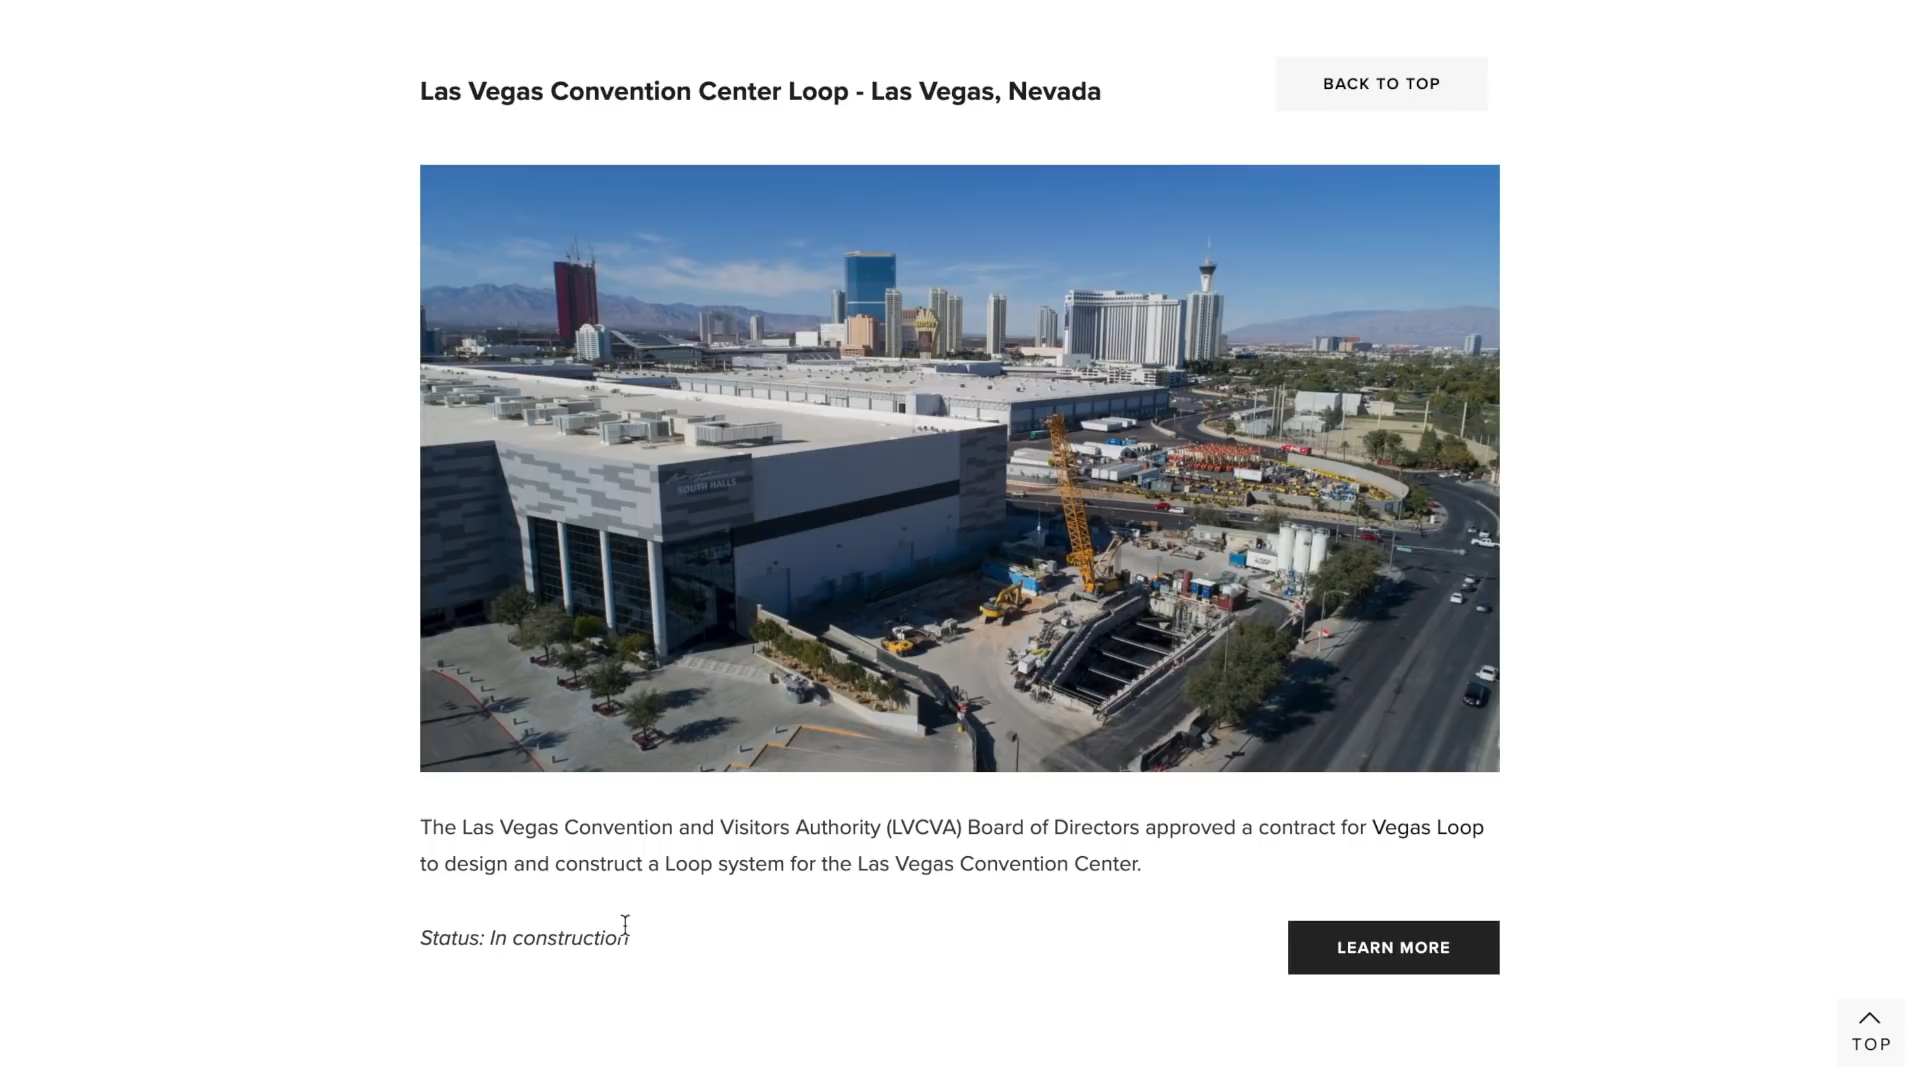 Las Vegas Convention Center Loop - Las Vegas, Nevada
BACK TO TOP
SOUTH HALLS
The Las Vegas Convention and Visitors Authority (LVCVA) Board of Directors approved a contract for Vegas Loop
to design and construct a Loop system for the Las Vegas Convention Center.
Status: In construction
LEARN MORE
TOP